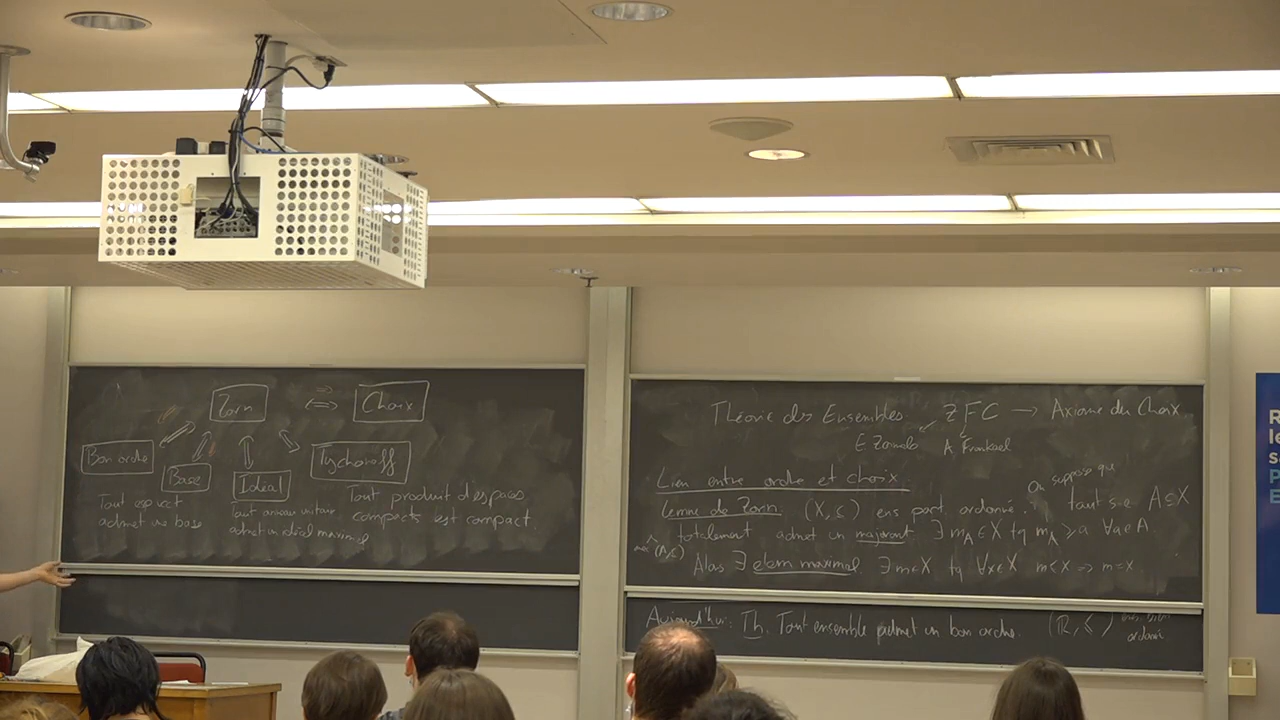 Zorn ⇔ Choix
Bon ordre
Base
Idéal
Tychonoff
Tout esp vect
admet une base
Tout anneau unitaire
admet un idéal maximal
Tout produit d'espaces
compacts est compact.
Théorie des Ensembles ZFC → Axiome du Choix
E. Zermelo A. Fraenkel
Lien entre ordre et choix.
On suppose que
Lemme de Zorn. (X, ≤) ens part. ordonné. tout s.e. A ⊆ X
totalement admet un majorant ∃ m_A ∈ X tq m_A ≥ a ∀a ∈ A
(A, ≤)
Alors ∃ elem maximal. ∃ m ∈ X tq ∀x ∈ X m ≤ x => m = x
Aujourd'hui: Th. Tout ensemble admet un bon ordre. (ℝ, ≤)
ordonné
R
le
sa
P
E